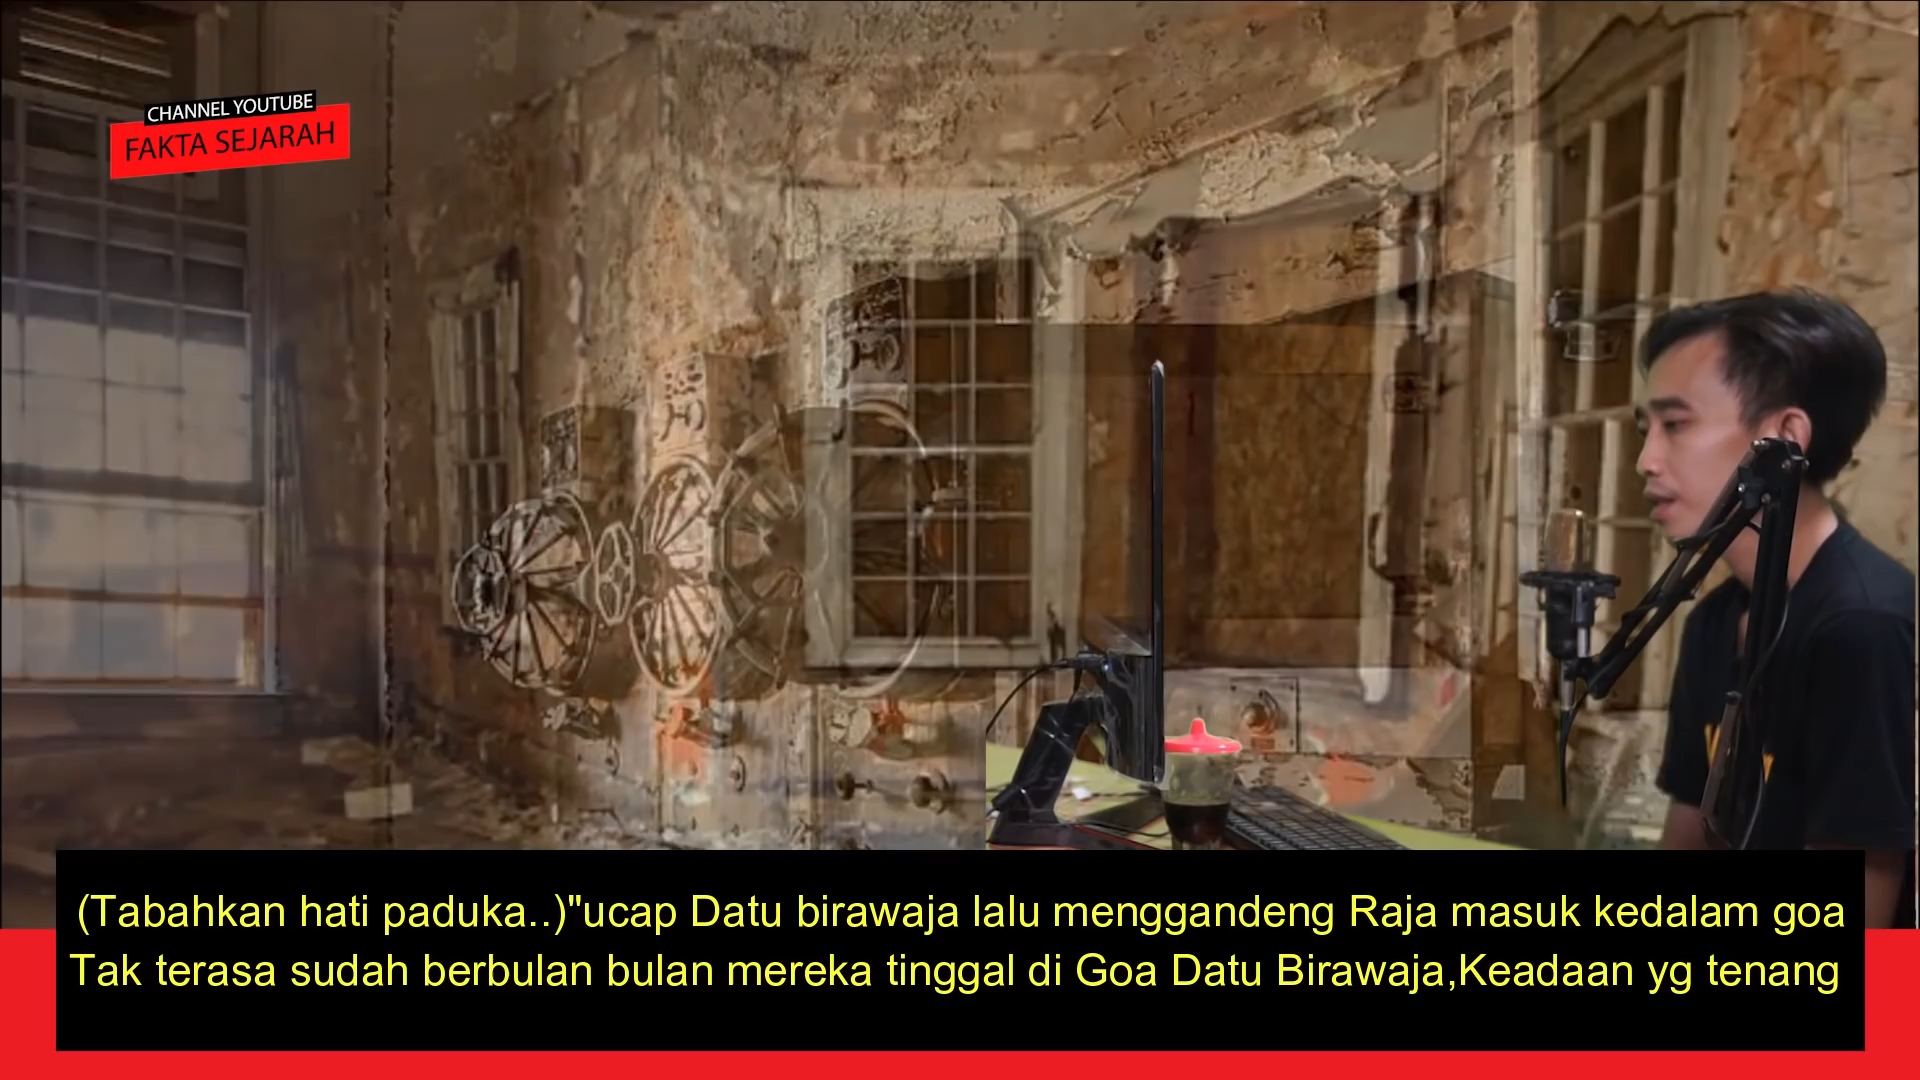 CHANNEL YOUTUBE
FAKTA SEJARAH
(Tabahkan hati paduka..)"ucap Datu birawaja lalu menggandeng Raja masuk kedalam goa
Tak terasa sudah berbulan bulan mereka tinggal di Goa Datu Birawaja,Keadaan yg tenang